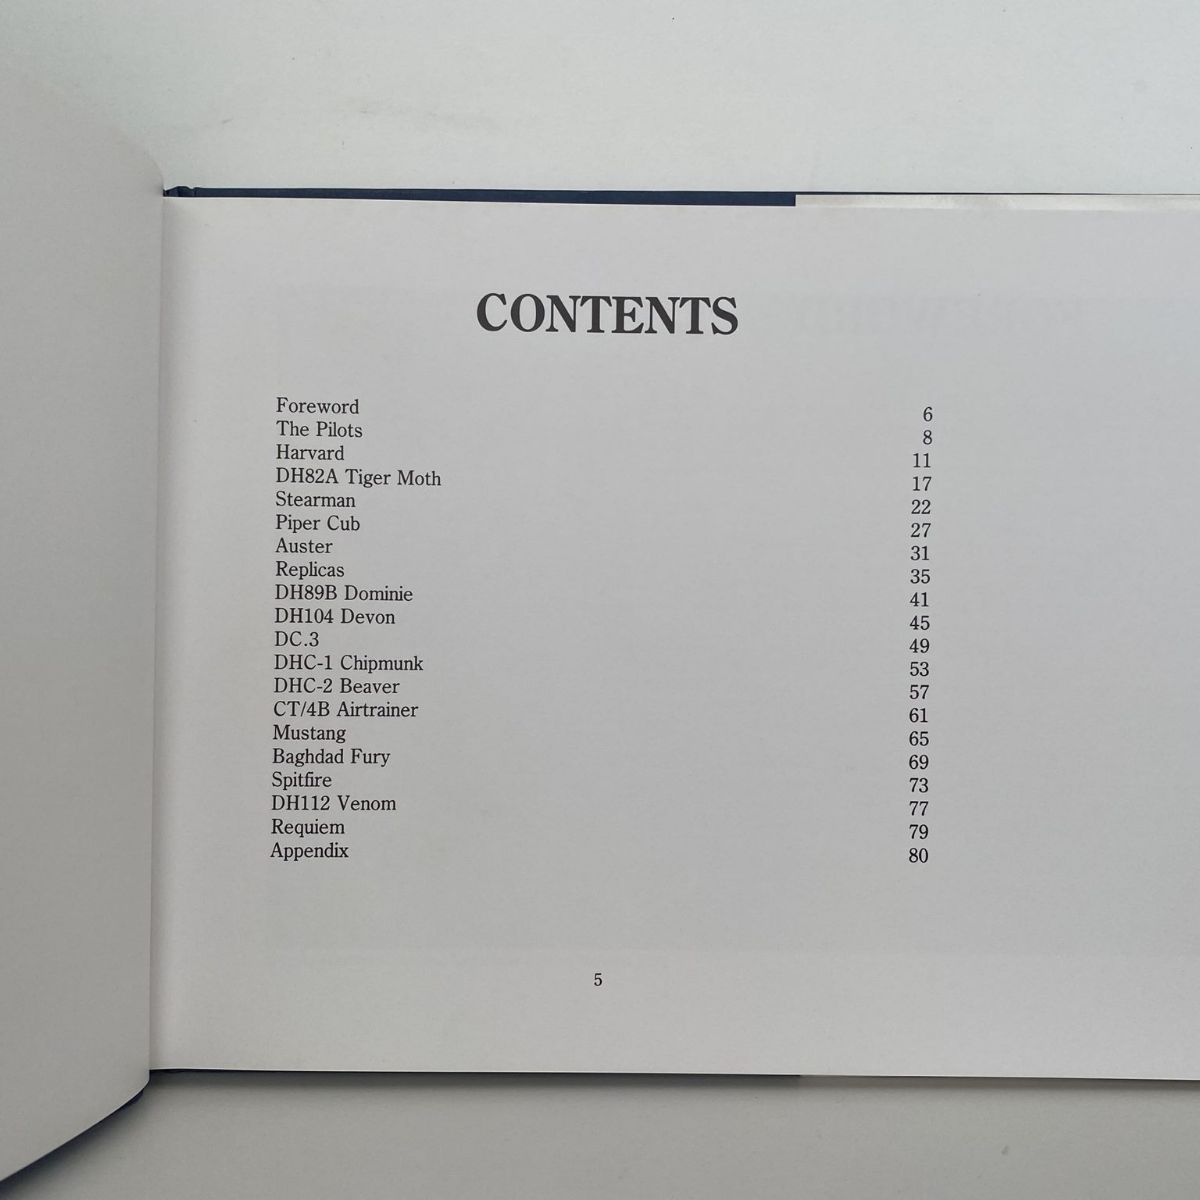 CONTENTS
Foreword 6
The Pilots 8
Harvard 11
DH82A Tiger Moth 17
Stearman 22
Piper Cub 27
Auster 31
Replicas 35
DH89B Dominie 41
DH104 Devon 45
DC.3 49
DHC-1 Chipmunk 53
DHC-2 Beaver 57
CT/4B Airtrainer 61
Mustang 65
Baghdad Fury 69
Spitfire 73
DH112 Venom 77
Requiem 79
Appendix 80
5